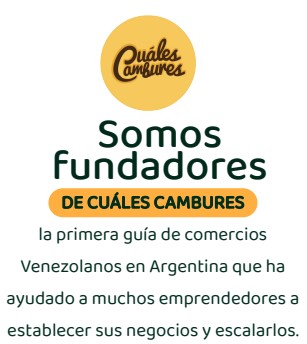 Cuáles
Cambures
Somos
fundadores
DE CUÁLES CAMBURES
la primera guía de comercios
Venezolanos en Argentina que ha
ayudado a muchos emprendedores a
establecer sus negocios y escalarlos.